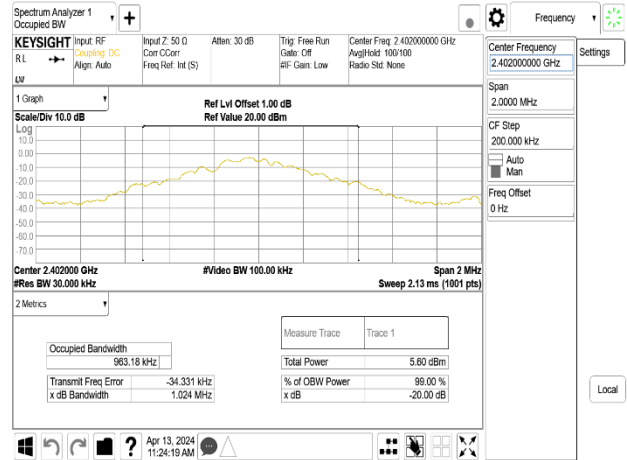 Spectrum Analyzer 1
Occupied BW
Frequency
KEYSIGHT
R L
LNI
Input: RF
Coupling: DC
Align: Auto
Input Z: 50 Ω
Corr CCorr
Freq Ref: Int (S)
Atten: 30 dB
Trig: Free Run
Gate: Off
#IF Gain: Low
Center Freq: 2.402000000 GHz
Avg|Hold: 100/100
Radio Std: None
Center Frequency
2.402000000 GHz
Settings
Span
2.0000 MHz
CF Step
200.000 kHz
Auto
Man
Freq Offset
0 Hz
Local
1 Graph
Scale/Div 10.0 dB
Ref Lvl Offset 1.00 dB
Ref Value 20.00 dBm
Log
10.0
0.00
-10.0
-20.0
-30.0
-40.0
-50.0
-60.0
-70.0
Center 2.402000 GHz
#Res BW 30.000 kHz
#Video BW 100.00 kHz
Span 2 MHz
Sweep 2.13 ms (1001 pts)
2 Metrics
Measure Trace Trace 1
Occupied Bandwidth
963.18 kHz
Total Power 5.60 dBm
Transmit Freq Error -34.331 kHz
% of OBW Power 99.00 %
x dB Bandwidth 1.024 MHz
x dB -20.00 dB
?
Apr 13, 2024
11:24:19 AM